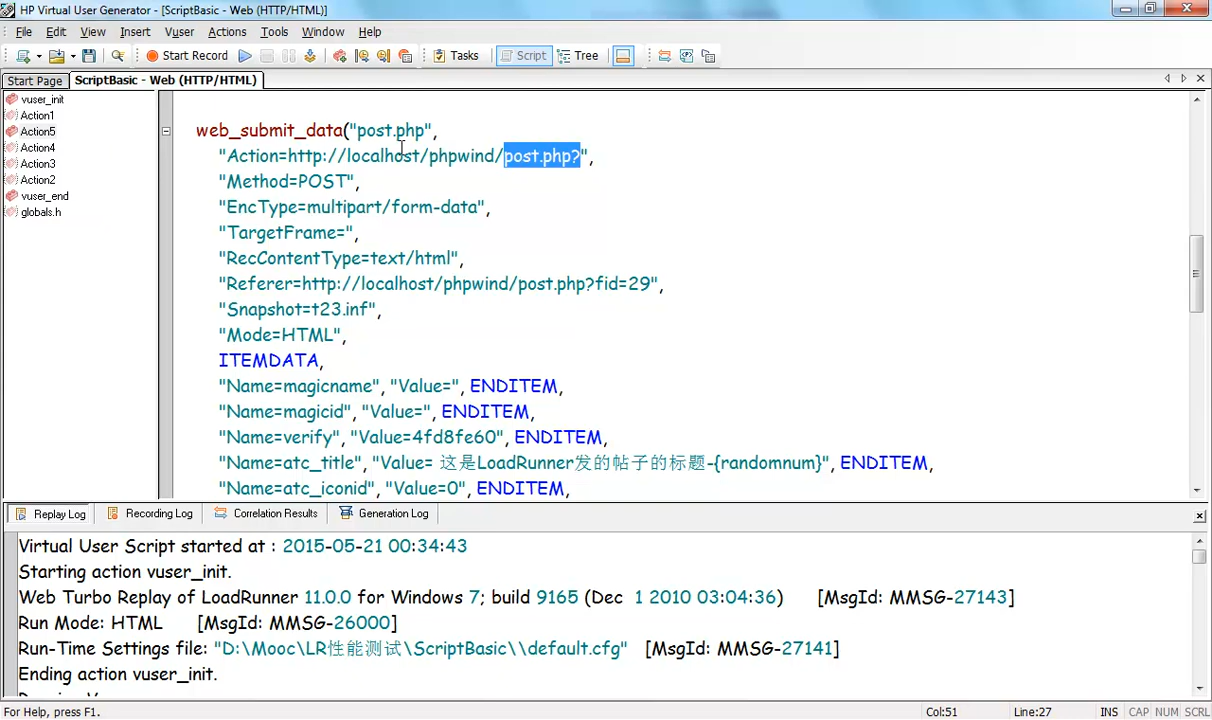 HP Virtual User Generator - [ScriptBasic - Web (HTTP/HTML)]
File Edit View Insert Vuser Actions Tools Window Help
Start Record Tasks Script Tree
Start Page ScriptBasic - Web (HTTP/HTML)
vuser_init
Action1
Action5
Action4
Action3
Action2
vuser_end
globals.h
web_submit_data("post.php",
"Action=http://localhost/phpwind/post.php?",
"Method=POST",
"EncType=multipart/form-data",
"TargetFrame=",
"RecContentType=text/html",
"Referer=http://localhost/phpwind/post.php?fid=29",
"Snapshot=t23.inf",
"Mode=HTML",
ITEMDATA,
"Name=magicname", "Value=", ENDITEM,
"Name=magicid", "Value=", ENDITEM,
"Name=verify", "Value=4fd8fe60", ENDITEM,
"Name=atc_title", "Value= 这是LoadRunner发的帖子的标题-{randomnum}", ENDITEM,
"Name=atc_iconid", "Value=0", ENDITEM,
Replay Log Recording Log Correlation Results Generation Log
Virtual User Script started at : 2015-05-21 00:34:43
Starting action vuser_init.
Web Turbo Replay of LoadRunner 11.0.0 for Windows 7; build 9165 (Dec  1 2010 03:04:36) [MsgId: MMSG-27143]
Run Mode: HTML [MsgId: MMSG-26000]
Run-Time Settings file: "D:\Mooc\LR性能测试\ScriptBasic\\default.cfg" [MsgId: MMSG-27141]
Ending action vuser_init.
For Help, press F1. Col:51 Line:27 INS CAP NUM SCRL